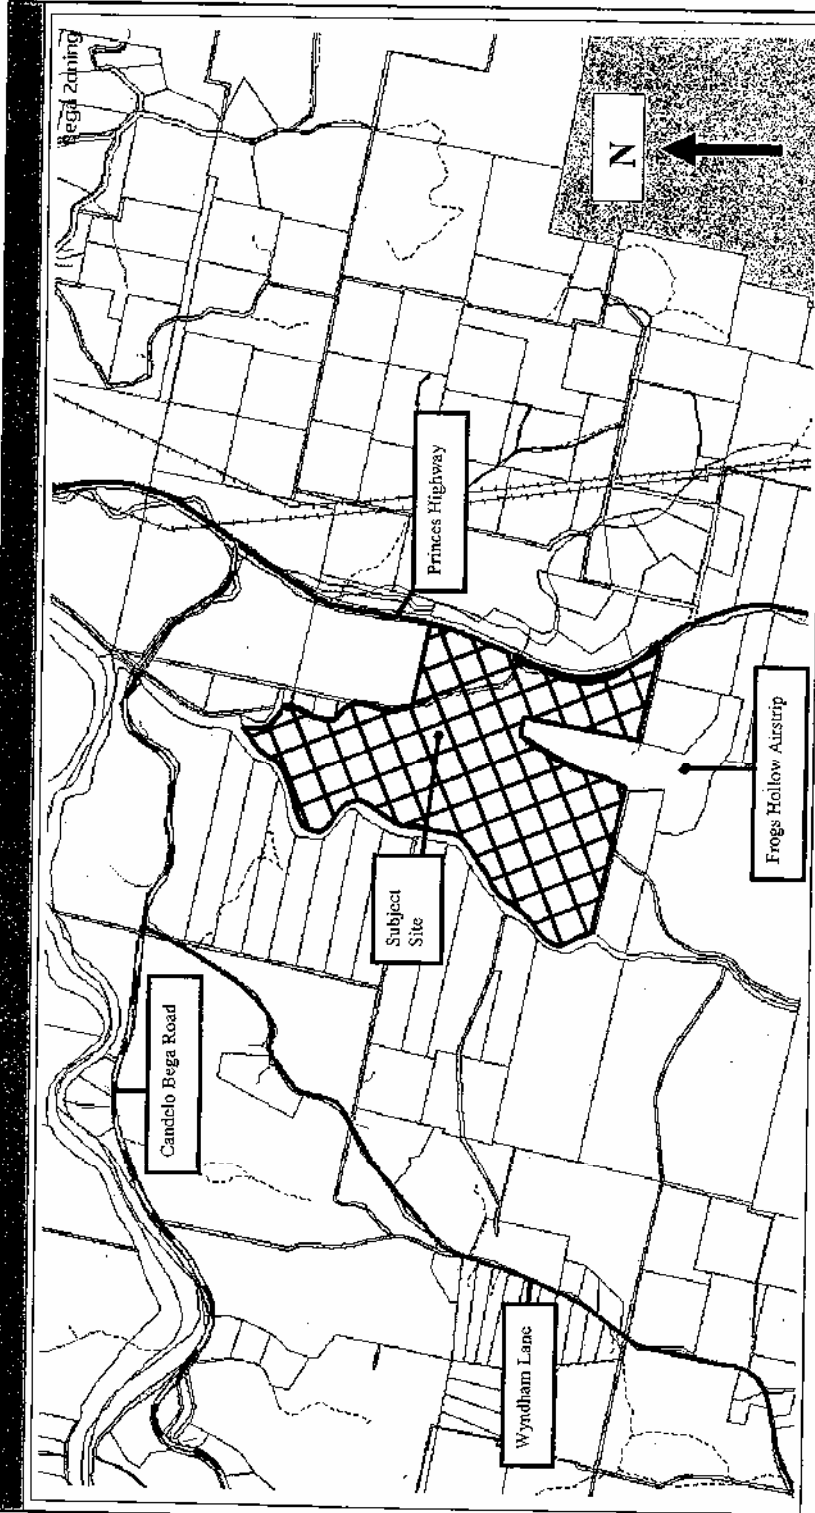 Bega Zoning
Candelo Bega Road
Subject
Site
Princes Highway
Wyndham Lane
N
Frogs Hollow Airstrip